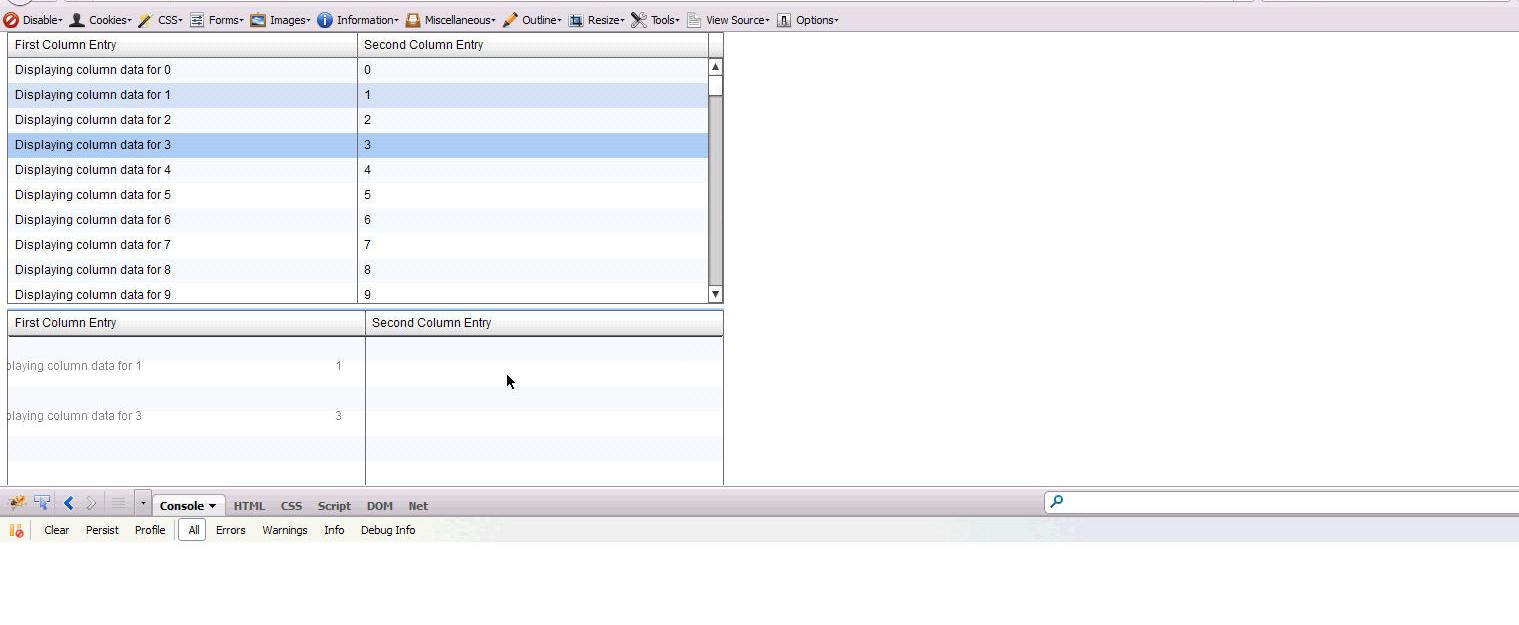 Disable Cookies CSS Forms Images Information Miscellaneous Outline Resize Tools View Source Options
First Column Entry Second Column Entry
Displaying column data for 0 0
Displaying column data for 1 1
Displaying column data for 2 2
Displaying column data for 3 3
Displaying column data for 4 4
Displaying column data for 5 5
Displaying column data for 6 6
Displaying column data for 7 7
Displaying column data for 8 8
Displaying column data for 9 9
First Column Entry Second Column Entry
playing column data for 1 1
playing column data for 3 3
Console HTML CSS Script DOM Net
Clear Persist Profile All Errors Warnings Info Debug Info